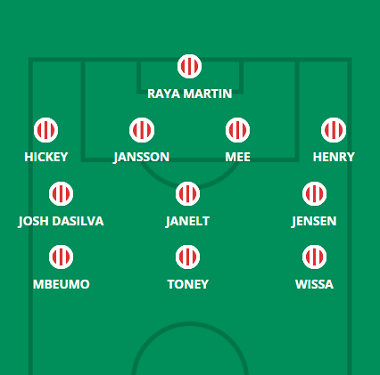 RAYA MARTIN
HICKEY JANSSON MEE HENRY
JOSH DASILVA JANELT JENSEN
MBEUMO TONEY WISSA